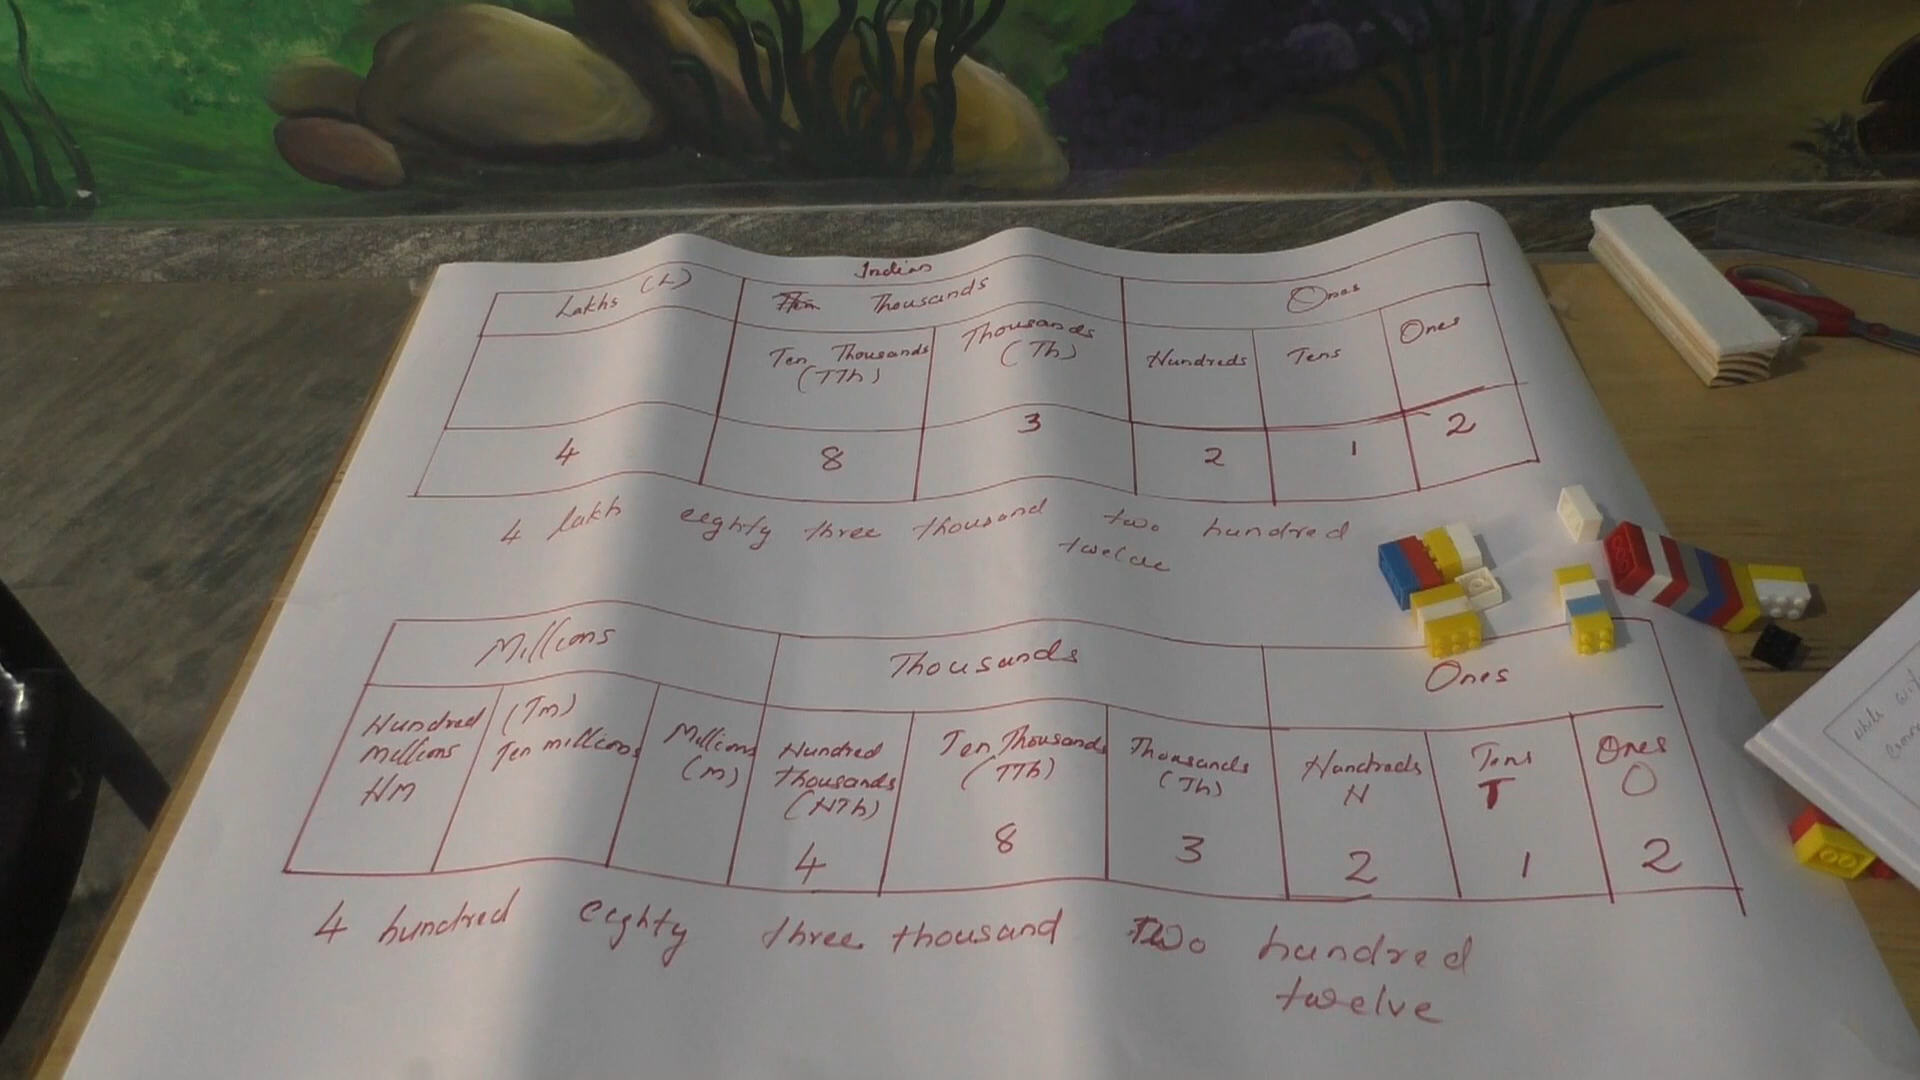 Indian
Lakhs (L) Thousands Ones
Ten Thousands (TTh) Thousands (Th) Hundreds Tens Ones
4 8 3 2 1 2
4 lakh eighty three thousand two hundred
twelve
Millions Thousands Ones
Hundred millions HM (Tm) Ten millions Millions (m) Hundred thousands (HTh) Ten Thousands (TTh) Thousands (Th) Hundreds H Tens T Ones O
4 8 3 2 1 2
4 hundred eighty three thousand Two hundred
twelve